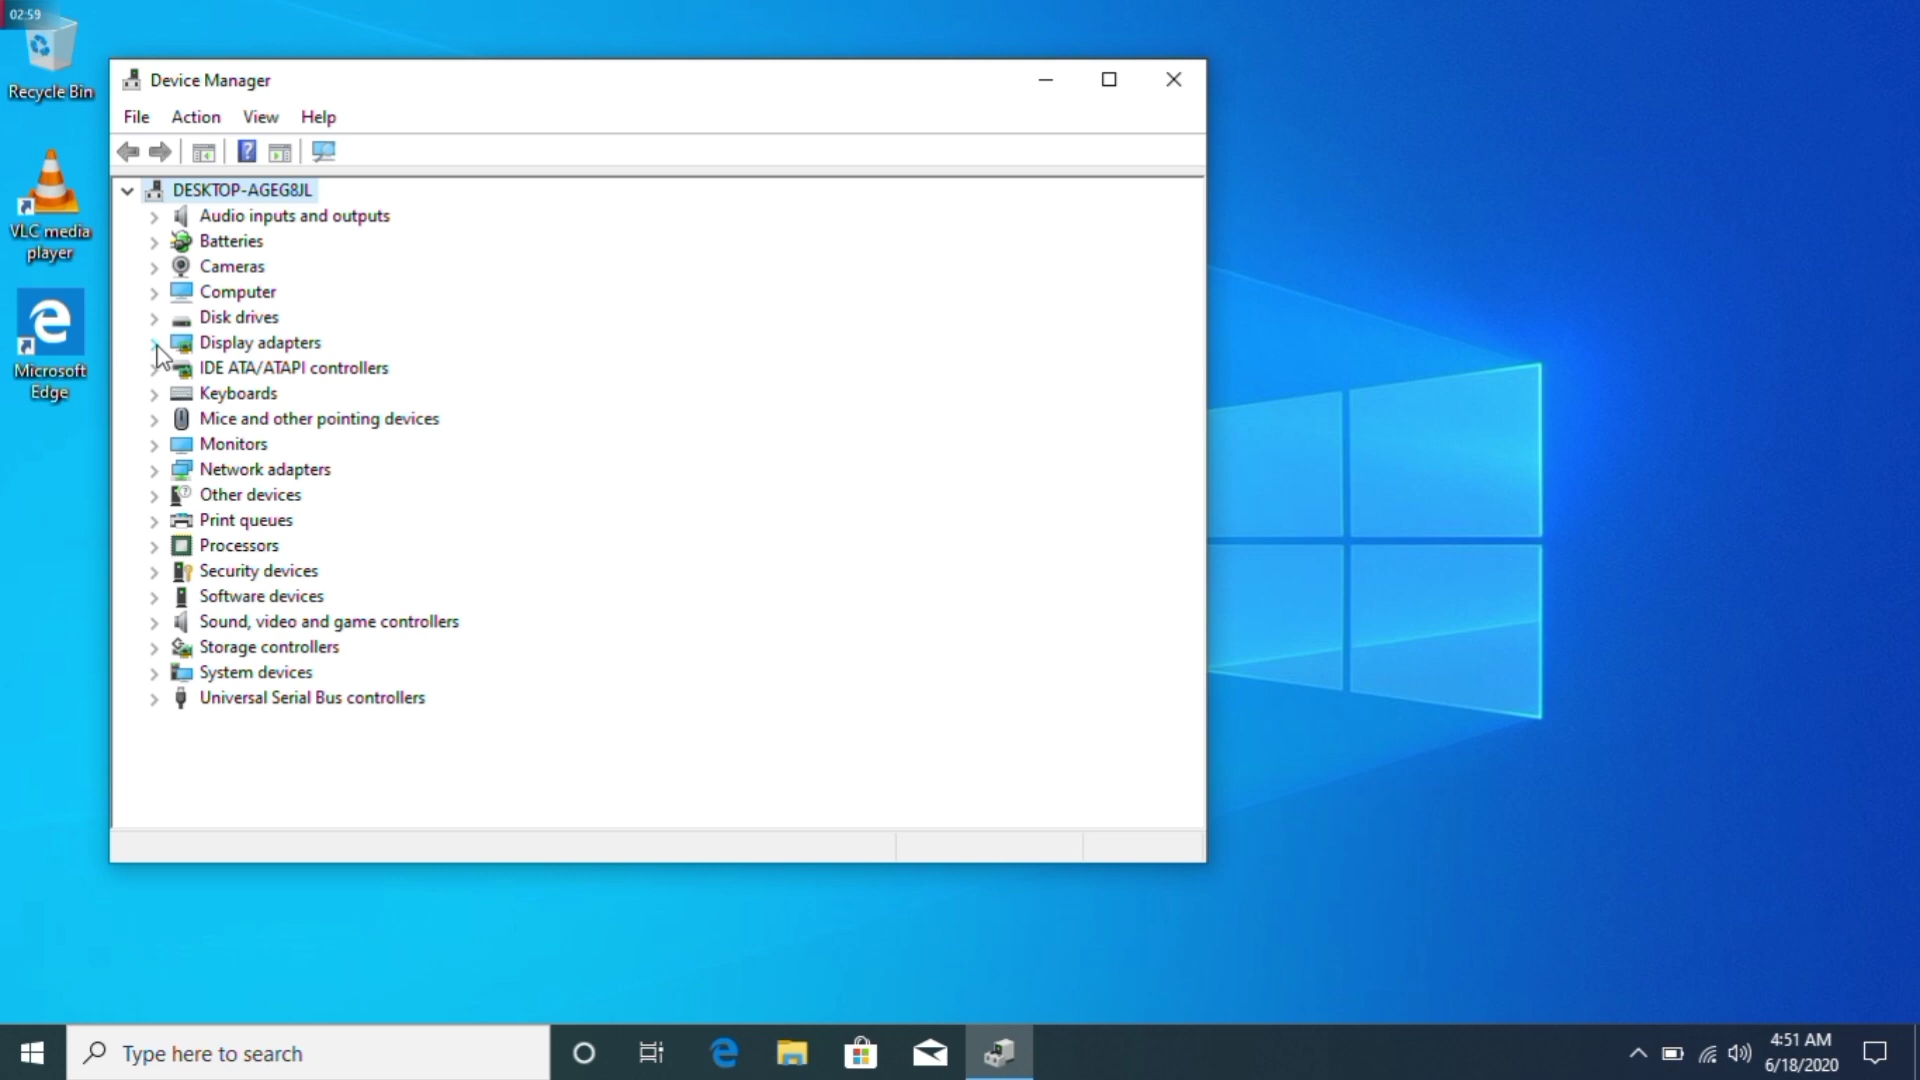 02:59
Recycle Bin
VLC media
player
Microsoft
Edge
Device Manager
File Action View Help
DESKTOP-AGEG8JL
Audio inputs and outputs
Batteries
Cameras
Computer
Disk drives
Display adapters
IDE ATA/ATAPI controllers
Keyboards
Mice and other pointing devices
Monitors
Network adapters
Other devices
Print queues
Processors
Security devices
Software devices
Sound, video and game controllers
Storage controllers
System devices
Universal Serial Bus controllers
Type here to search
4:51 AM
6/18/2020